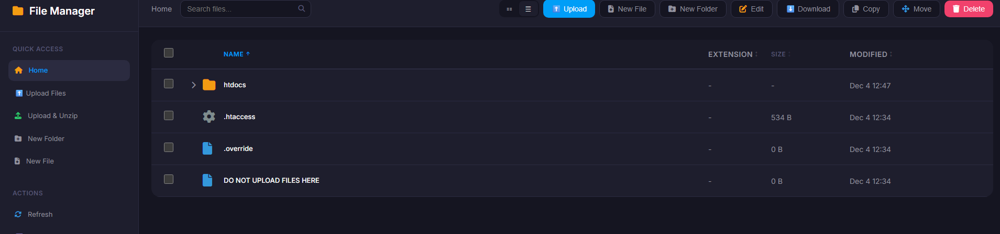 File Manager
Home
Search files...
Upload
New File
New Folder
Edit
Download
Copy
Move
Delete
QUICK ACCESS
Home
Upload Files
Upload & Unzip
New Folder
New File
ACTIONS
Refresh
NAME EXTENSION SIZE MODIFIED
htdocs - - Dec 4 12:47
.htaccess - 534 B Dec 4 12:34
.override - 0 B Dec 4 12:34
DO NOT UPLOAD FILES HERE - 0 B Dec 4 12:34